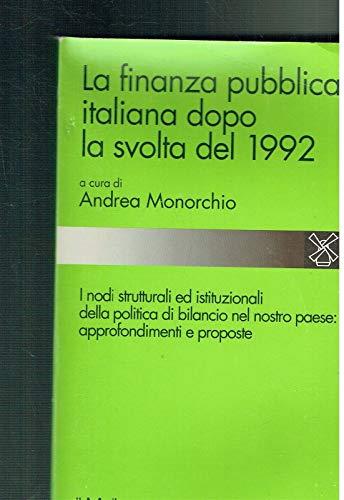 La finanza pubblica
italiana dopo
la svolta del 1992
a cura di
Andrea Monorchio
I nodi strutturali ed istituzionali
della politica di bilancio nel nostro paese:
approfondimenti e proposte